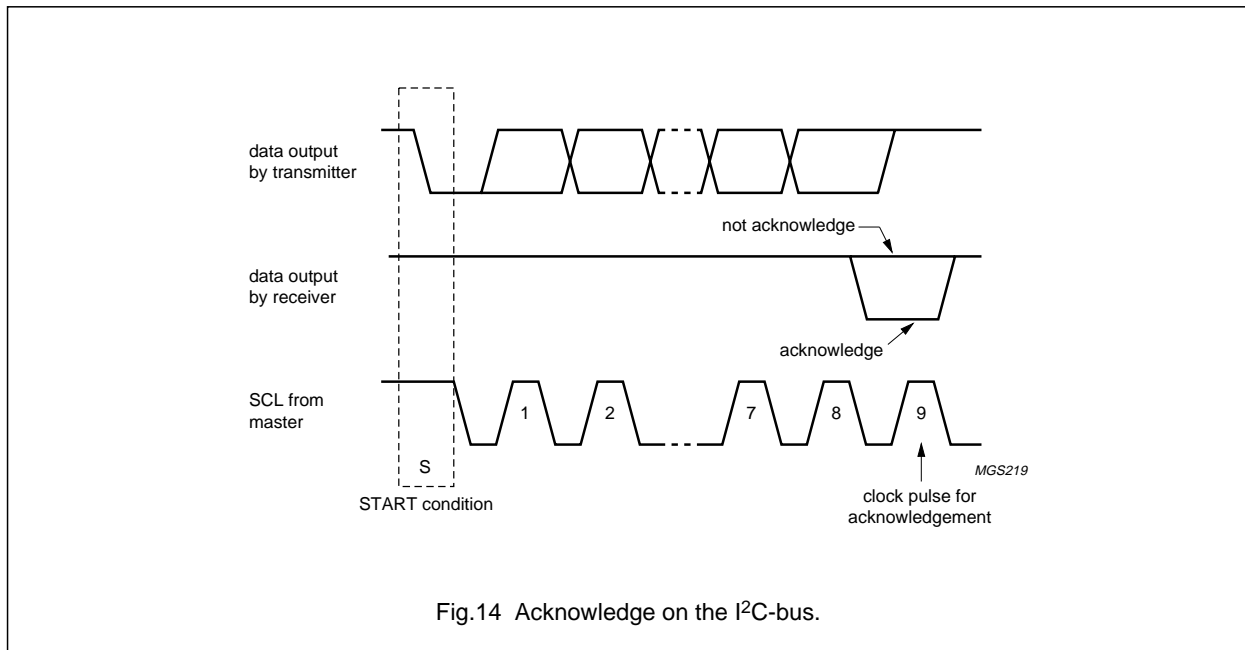 data output
by transmitter
not acknowledge
data output
by receiver
acknowledge
SCL from
master
1
2
7
8
9
S
MGS219
START condition
clock pulse for
acknowledgement
Fig.14 Acknowledge on the I²C-bus.